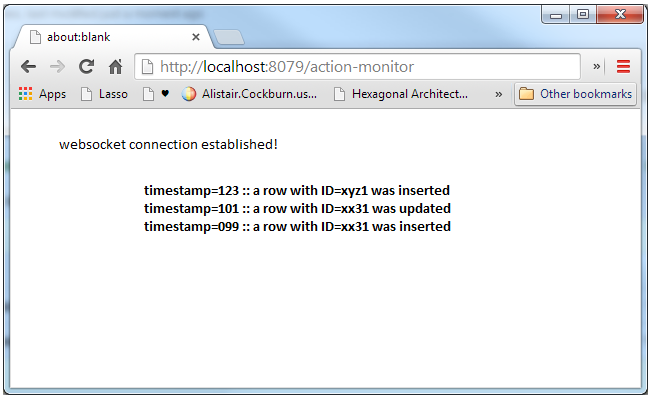 about:blank
http://localhost:8079/action-monitor
Apps Lasso ♥ Alistair.Cockburn.us... Hexagonal Architect... » Other bookmarks
websocket connection established!
timestamp=123 :: a row with ID=xyz1 was inserted
timestamp=101 :: a row with ID=xx31 was updated
timestamp=099 :: a row with ID=xx31 was inserted